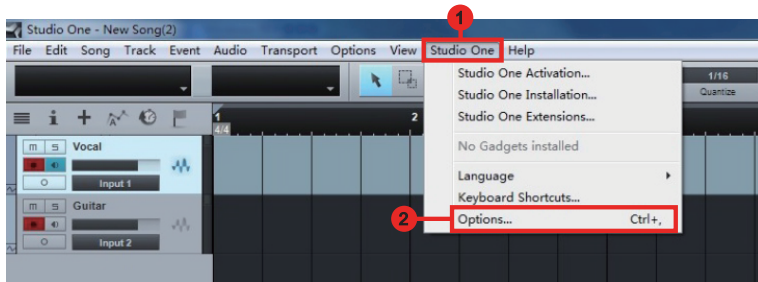 1
Studio One - New Song(2)
File Edit Song Track Event Audio Transport Options View Studio One Help
Studio One Activation...
Studio One Installation...
Studio One Extensions...
No Gadgets installed
Language
Keyboard Shortcuts...
2 Options... Ctrl+,
1/16
Quantize
1 2
4/4
m s Vocal
Input 1
m s Guitar
Input 2